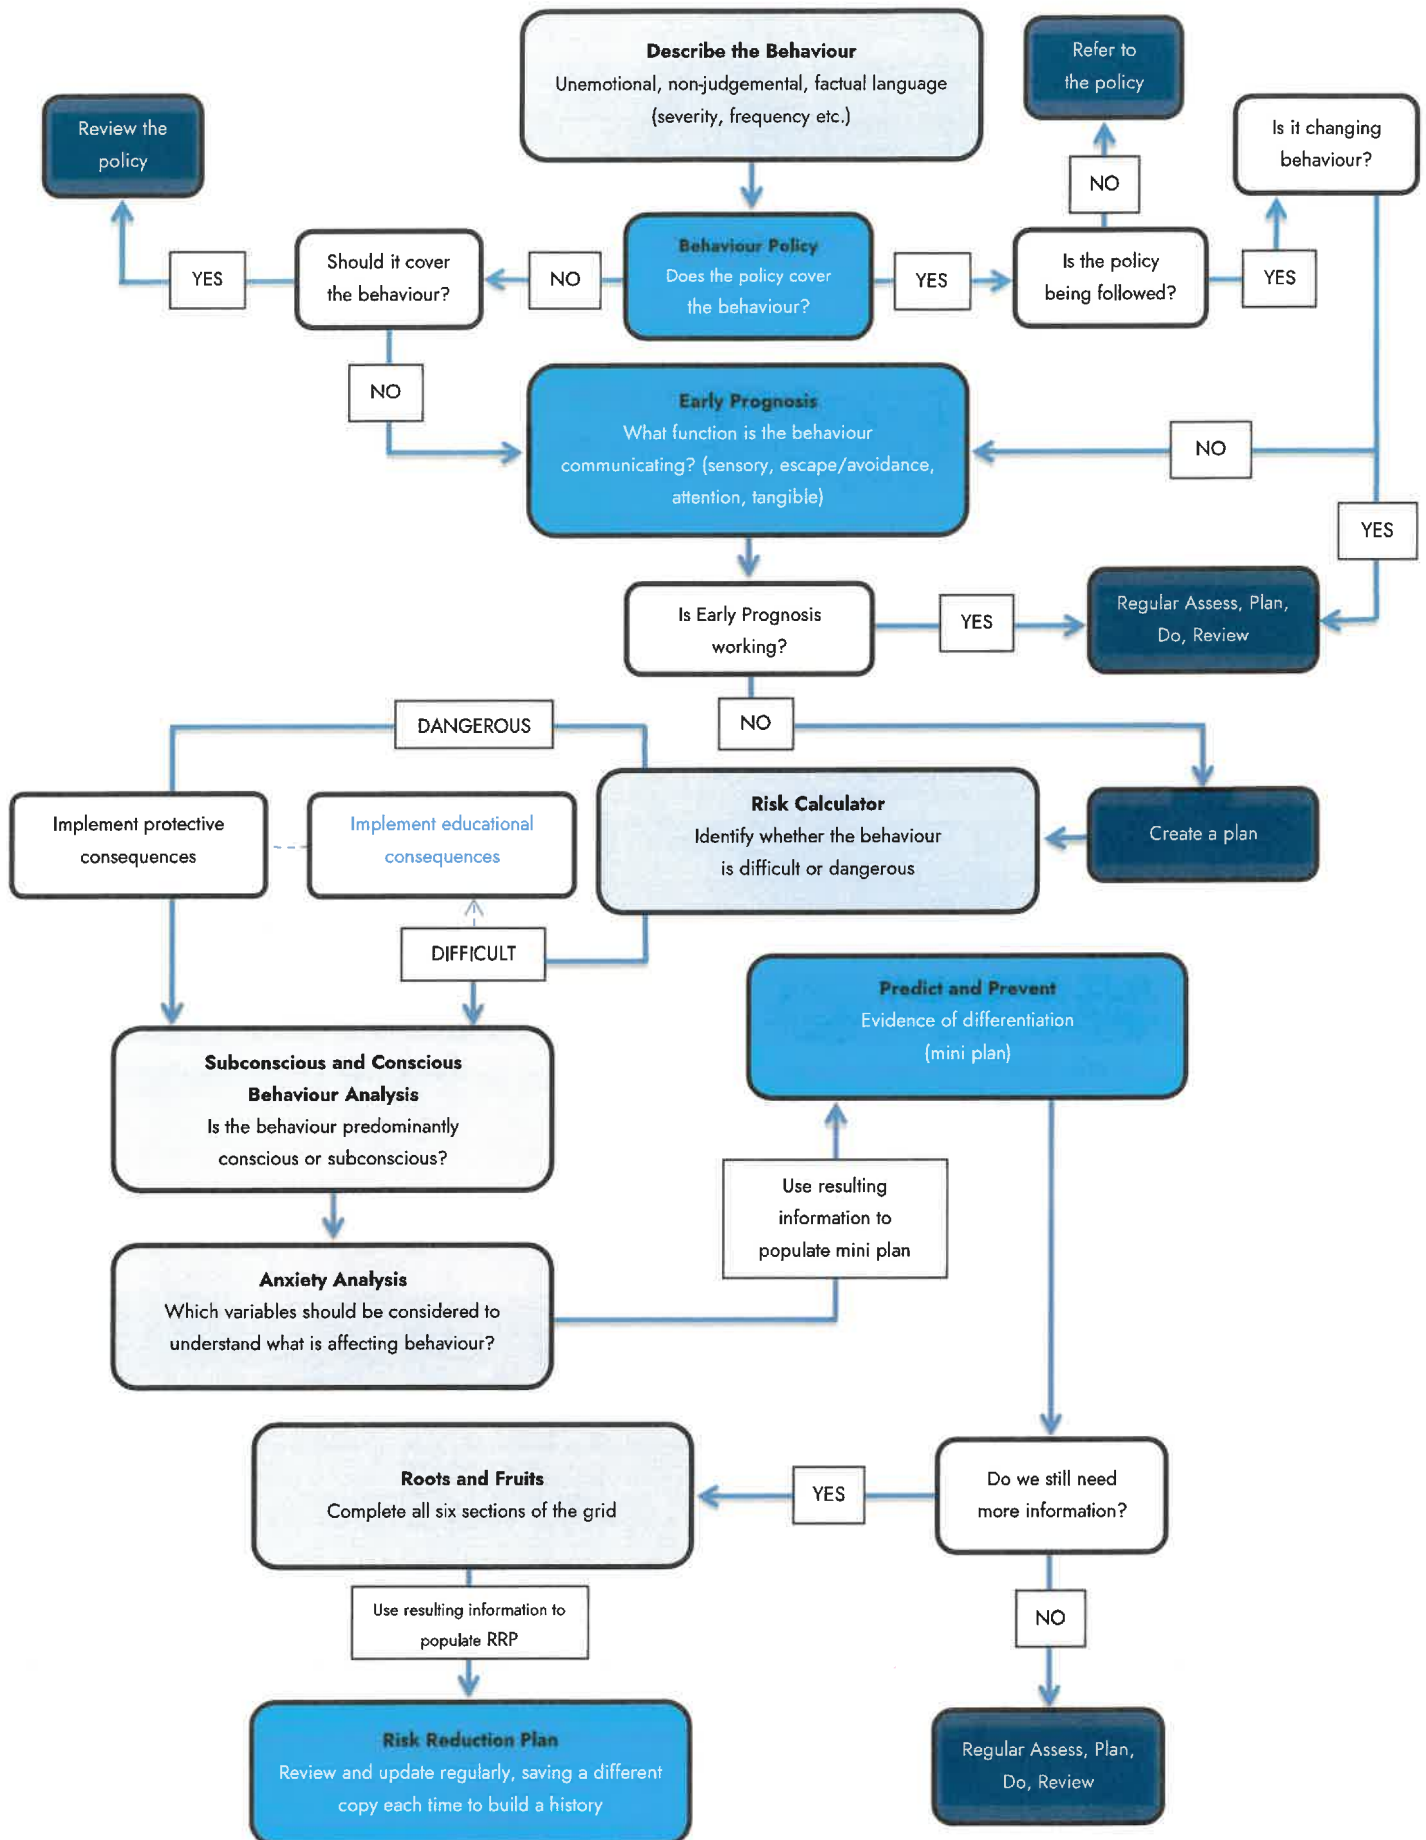 Describe the Behaviour
Unemotional, non-judgemental, factual language
(severity, frequency etc.)
Refer to
the policy
Review the
policy
Is it changing
behaviour?
NO
Behaviour Policy
Does the policy cover
the behaviour?
Should it cover
the behaviour?
Is the policy
being followed?
YES
NO
YES
YES
NO
Early Prognosis
What function is the behaviour
communicating? (sensory, escape/avoidance,
attention, tangible)
NO
YES
Is Early Prognosis
working?
YES
Regular Assess, Plan,
Do, Review
DANGEROUS
NO
Implement protective
consequences
Implement educational
consequences
Risk Calculator
Identify whether the behaviour
is difficult or dangerous
Create a plan
DIFFICULT
Predict and Prevent
Evidence of differentiation
(mini plan)
Subconscious and Conscious
Behaviour Analysis
Is the behaviour predominantly
conscious or subconscious?
Use resulting
information to
populate mini plan
Anxiety Analysis
Which variables should be considered to
understand what is affecting behaviour?
Roots and Fruits
Complete all six sections of the grid
YES
Do we still need
more information?
Use resulting information to
populate RRP
NO
Risk Reduction Plan
Review and update regularly, saving a different
copy each time to build a history
Regular Assess, Plan,
Do, Review